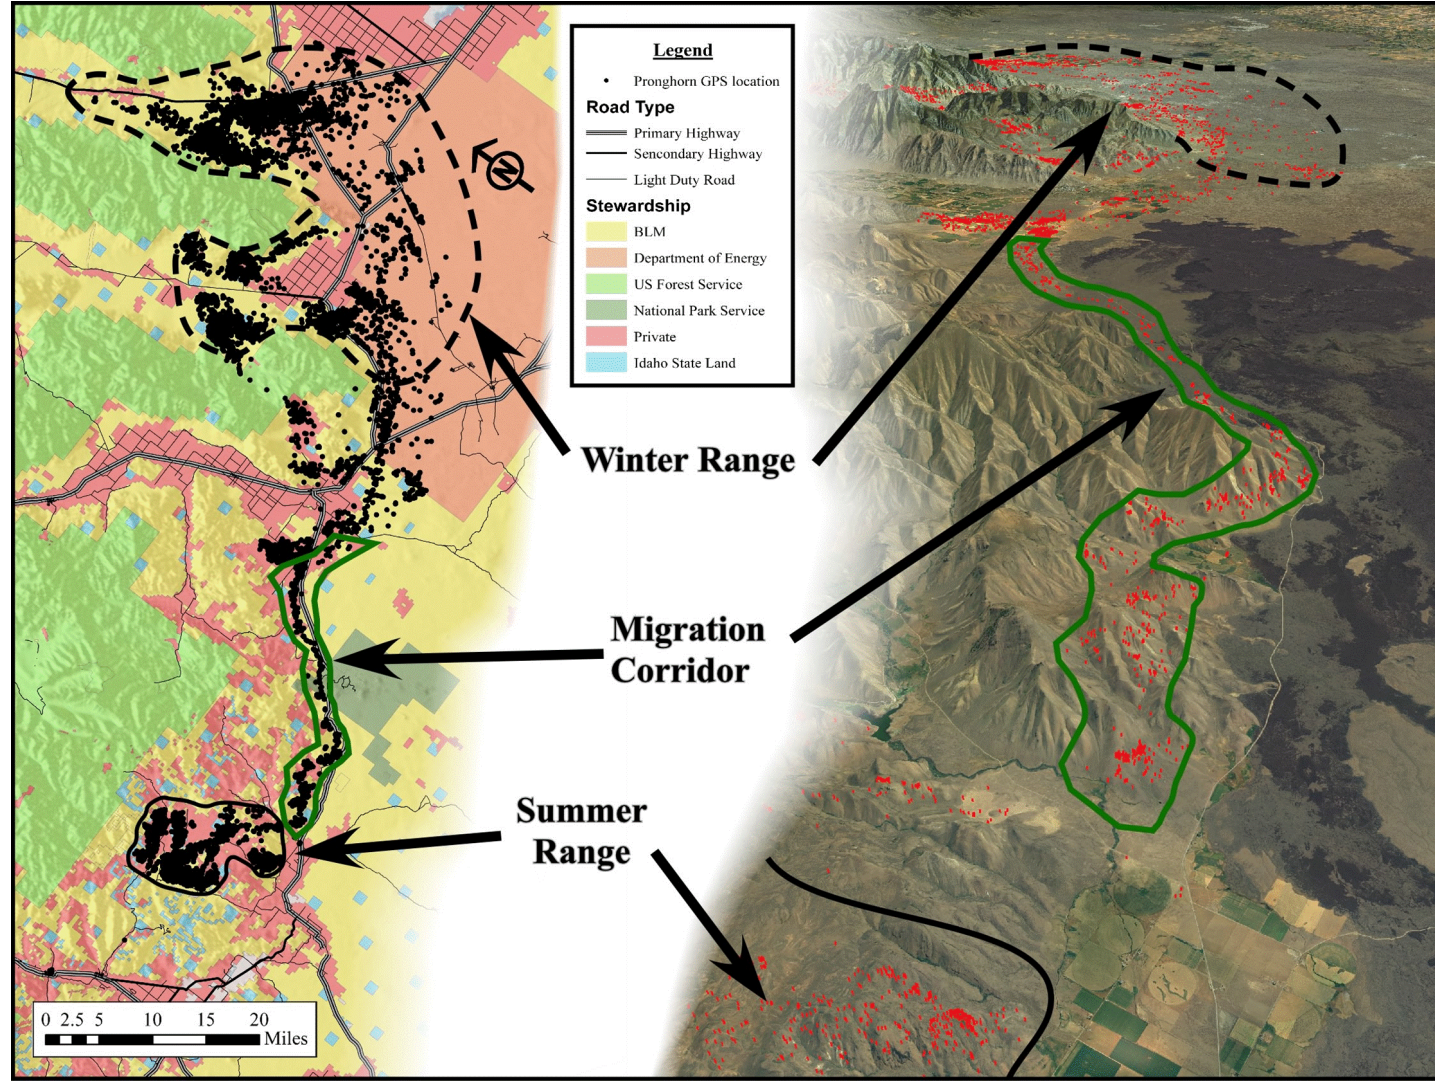 Legend
Pronghorn GPS location
Road Type
Primary Highway
Sencondary Highway
Light Duty Road
Stewardship
BLM
Department of Energy
US Forest Service
National Park Service
Private
Idaho State Land
N
Winter Range
Migration
Corridor
Summer
Range
0 2.5 5 10 15 20
Miles